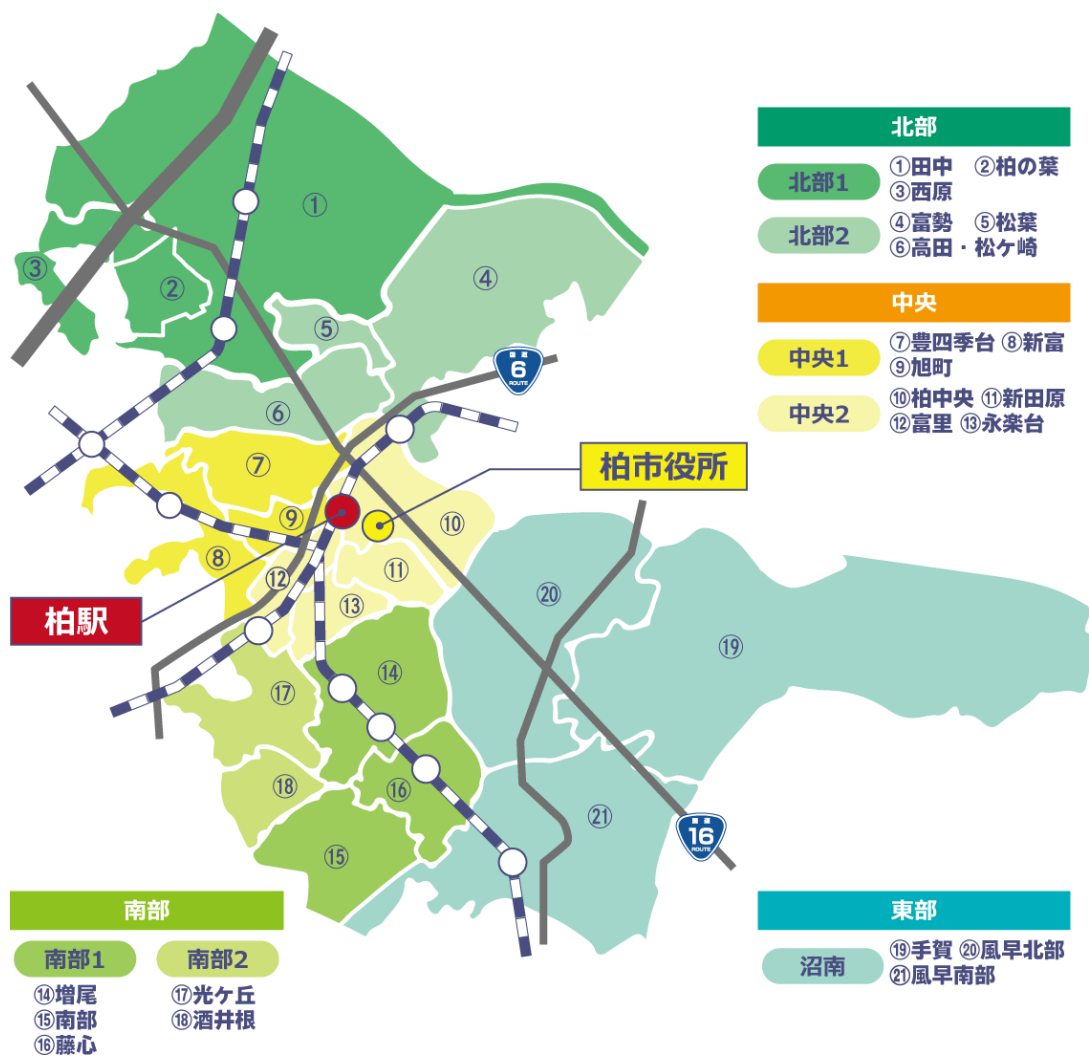 北部
北部1
①田中 ②柏の葉
③西原
北部2
④富勢 ⑤松葉
⑥高田・松ケ崎
中央
中央1
⑦豊四季台 ⑧新富
⑨旭町
中央2
⑩柏中央 ⑪新田原
⑫富里 ⑬永楽台
①
②
③
④
⑤
⑥
国道
6
ROUTE
⑦
柏市役所
⑨
⑩
⑧
⑫
⑪
⑬
柏駅
⑳
⑲
⑭
⑰
⑱
⑯
⑮
㉑
国道
16
ROUTE
南部
南部1
⑭増尾
⑮南部
⑯藤心
南部2
⑰光ケ丘
⑱酒井根
東部
沼南
⑲手賀 ⑳風早北部
㉑風早南部